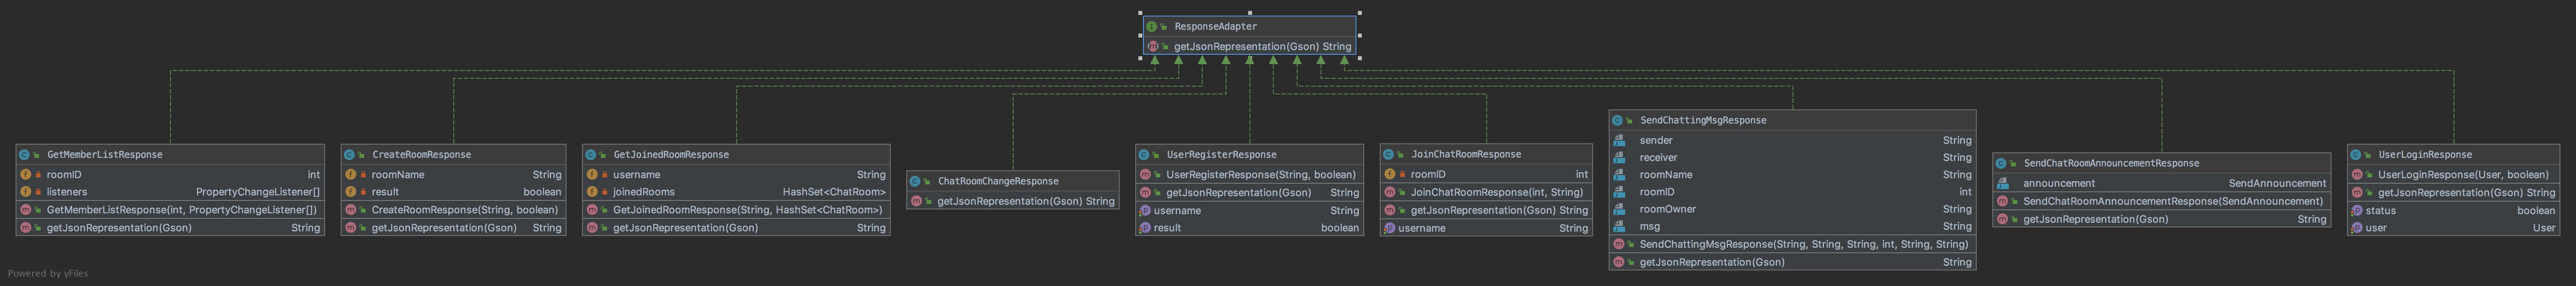 ResponseAdapter
getJsonRepresentation(Gson) String
GetMemberListResponse
roomID int
listeners PropertyChangeListener[]
GetMemberListResponse(int, PropertyChangeListener[])
getJsonRepresentation(Gson) String
CreateRoomResponse
roomName String
result boolean
CreateRoomResponse(String, boolean)
getJsonRepresentation(Gson) String
GetJoinedRoomResponse
username String
joinedRooms HashSet<ChatRoom>
GetJoinedRoomResponse(String, HashSet<ChatRoom>)
getJsonRepresentation(Gson) String
ChatRoomChangeResponse
getJsonRepresentation(Gson) String
UserRegisterResponse
UserRegisterResponse(String, boolean)
getJsonRepresentation(Gson) String
username String
result boolean
JoinChatRoomResponse
roomID int
JoinChatRoomResponse(int, String)
getJsonRepresentation(Gson) String
username String
SendChattingMsgResponse
sender String
receiver String
roomName String
roomID int
roomOwner String
msg String
SendChattingMsgResponse(String, String, String, int, String, String)
getJsonRepresentation(Gson) String
SendChatRoomAnnouncementResponse
announcement SendAnnouncement
SendChatRoomAnnouncementResponse(SendAnnouncement)
getJsonRepresentation(Gson) String
UserLoginResponse
UserLoginResponse(User, boolean)
getJsonRepresentation(Gson) String
status boolean
user User
Powered by yFiles